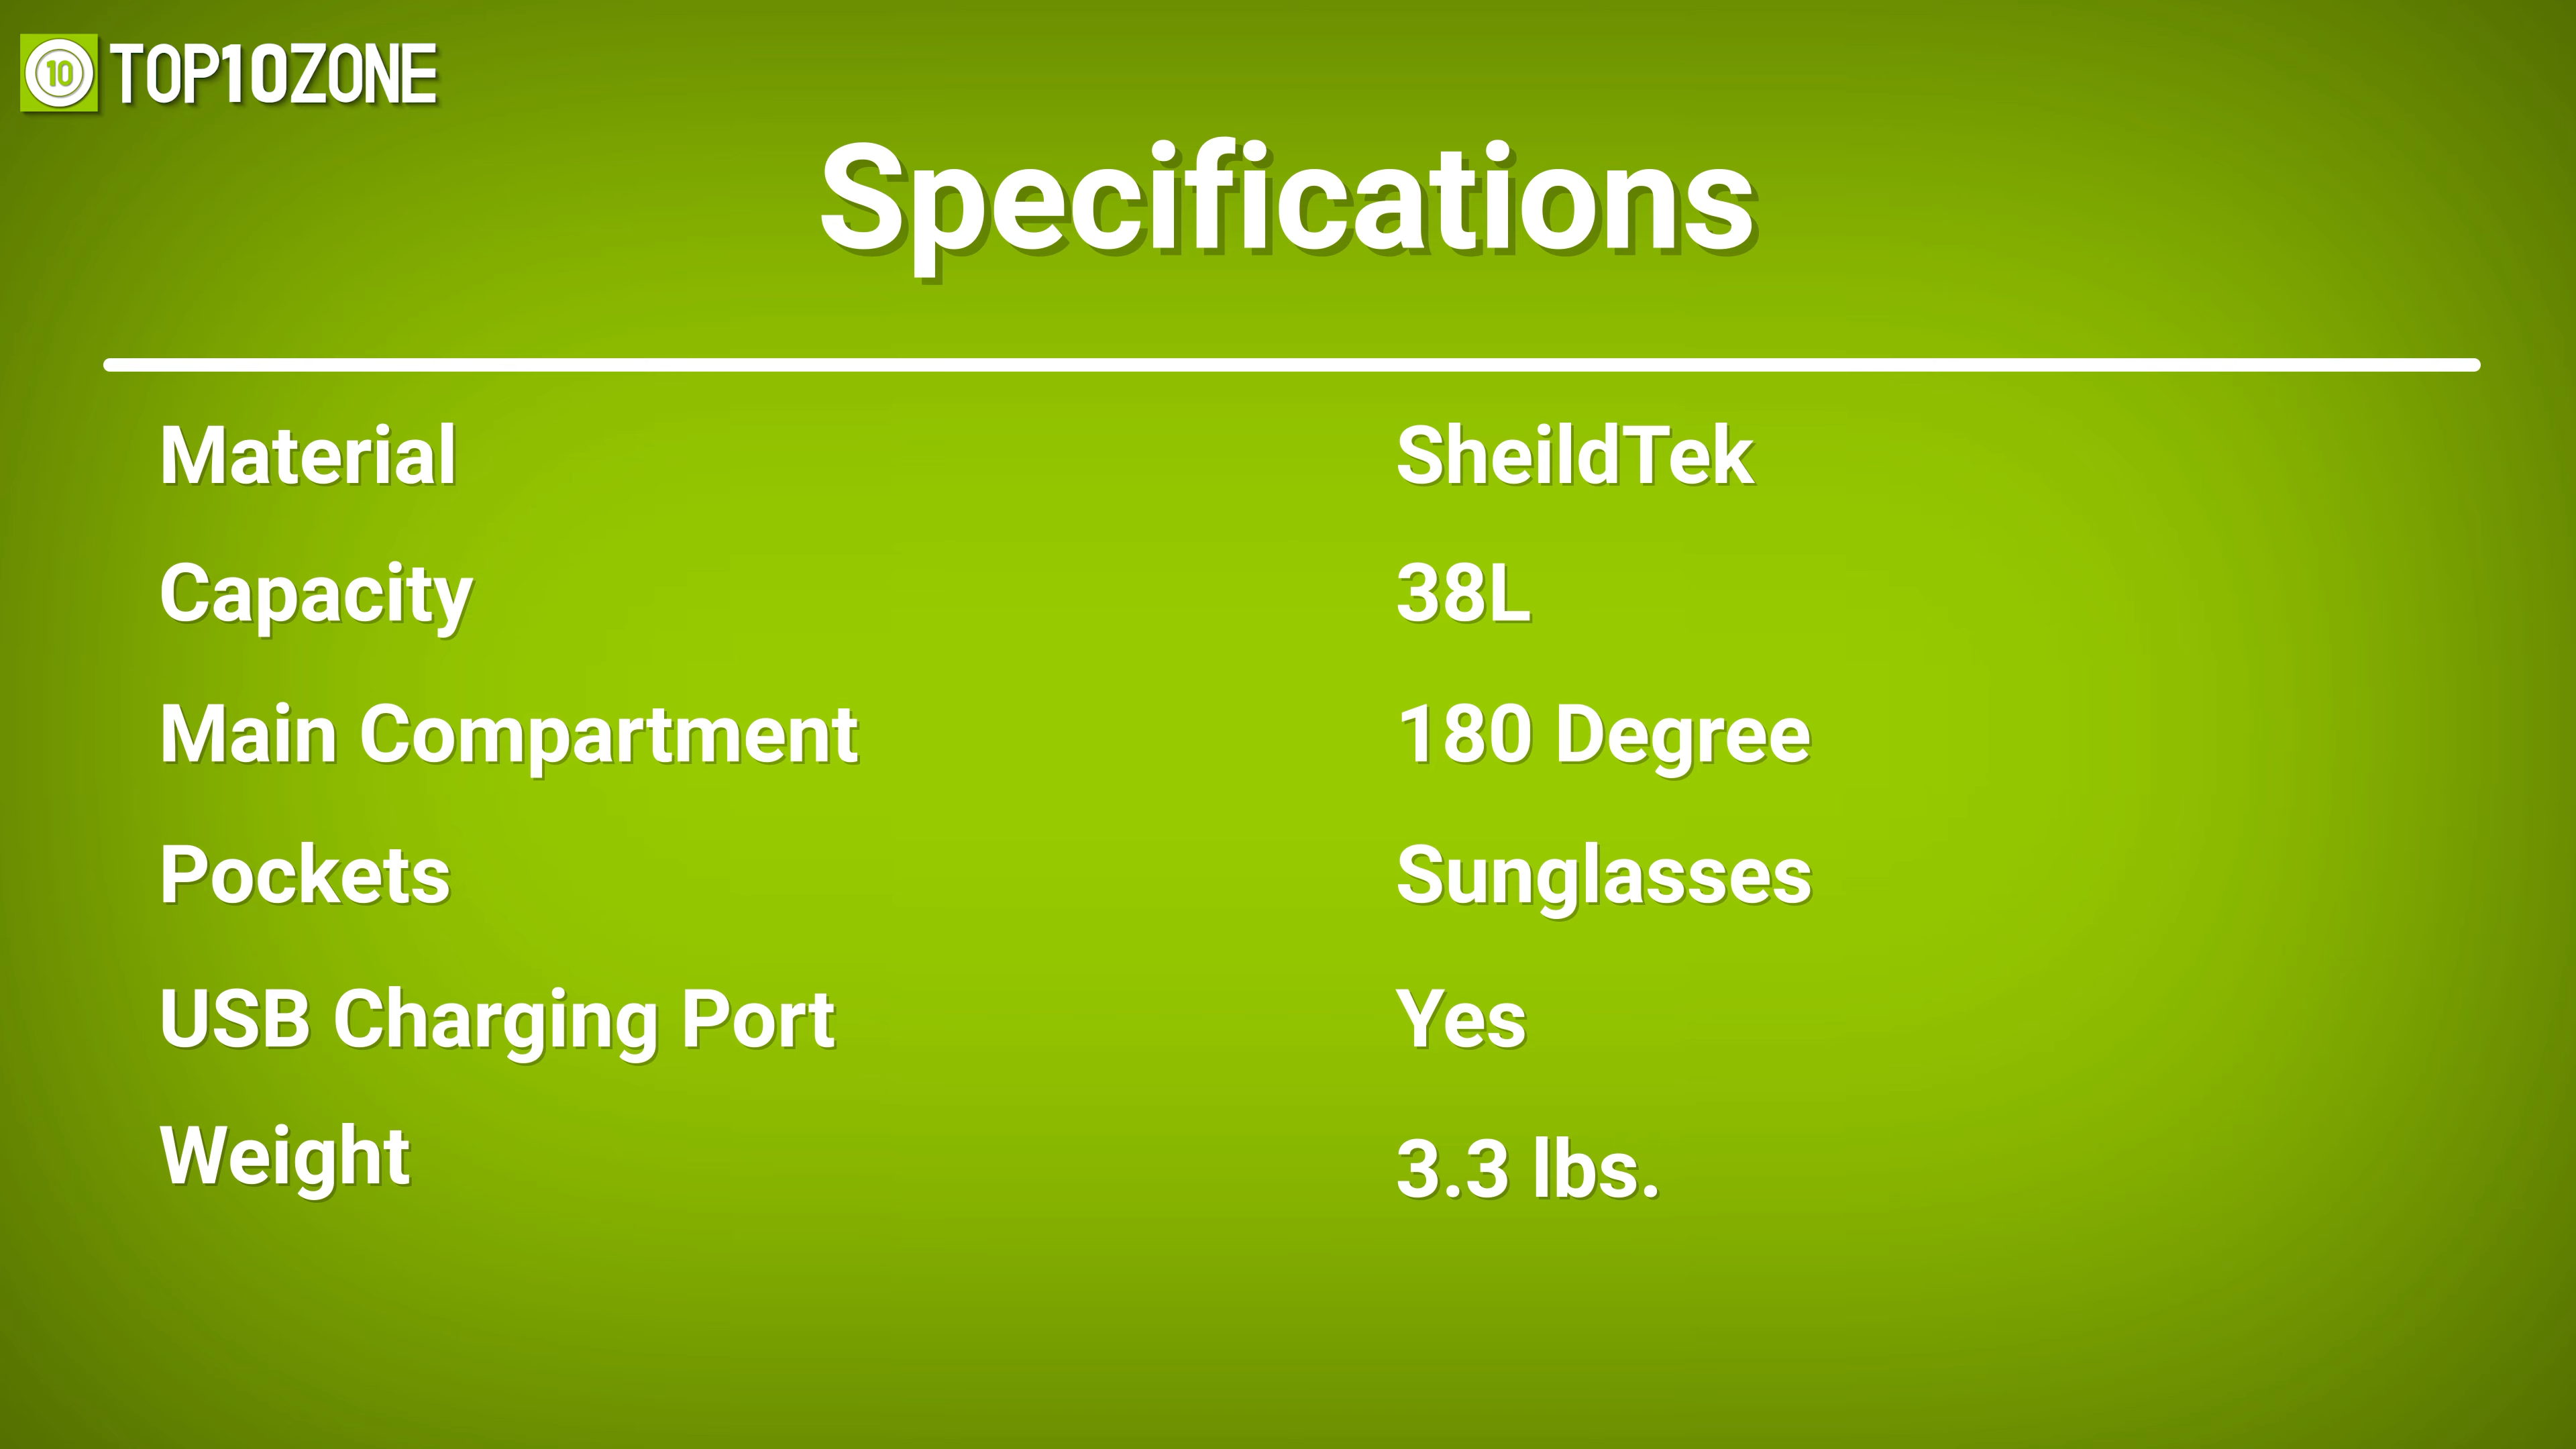 10 TOP10ZONE
Specifications
Material SheildTek
Capacity 38L
Main Compartment 180 Degree
Pockets Sunglasses
USB Charging Port Yes
Weight 3.3 lbs.